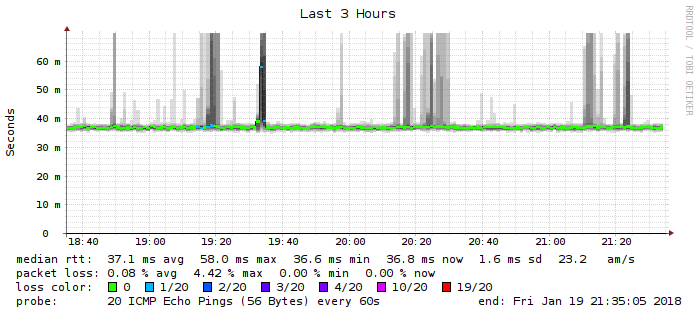 Last 3 Hours
RRDTOOL / TOBI OETIKER
Seconds
60 m
50 m
40 m
30 m
20 m
10 m
0
18:40 19:00 19:20 19:40 20:00 20:20 20:40 21:00 21:20
median rtt: 37.1 ms avg 58.0 ms max 36.6 ms min 36.8 ms now 1.6 ms sd 23.2 am/s
packet loss: 0.08 % avg 4.42 % max 0.00 % min 0.00 % now
loss color: 0 1/20 2/20 3/20 4/20 10/20 19/20
probe: 20 ICMP Echo Pings (56 Bytes) every 60s end: Fri Jan 19 21:35:05 2018